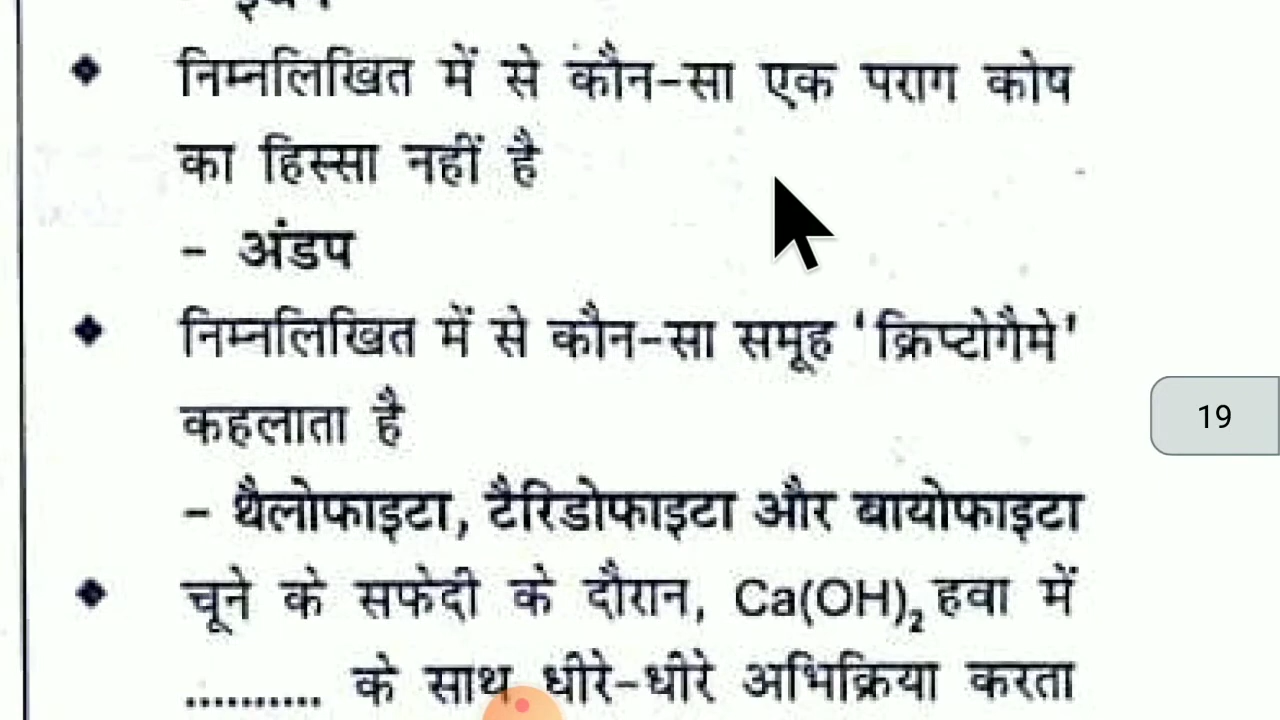 निम्नलिखित में से कौन-सा एक पराग कोष
का हिस्सा नहीं है
- अंडप
निम्नलिखित में से कौन-सा समूह 'क्रिप्टोगैमे'
कहलाता है
- थैलोफाइटा, टैरिडोफाइटा और बायोफाइटा
19
चूने के सफेदी के दौरान, Ca(OH)₂ हवा में
.......... के साथ धीरे-धीरे अभिक्रिया करता